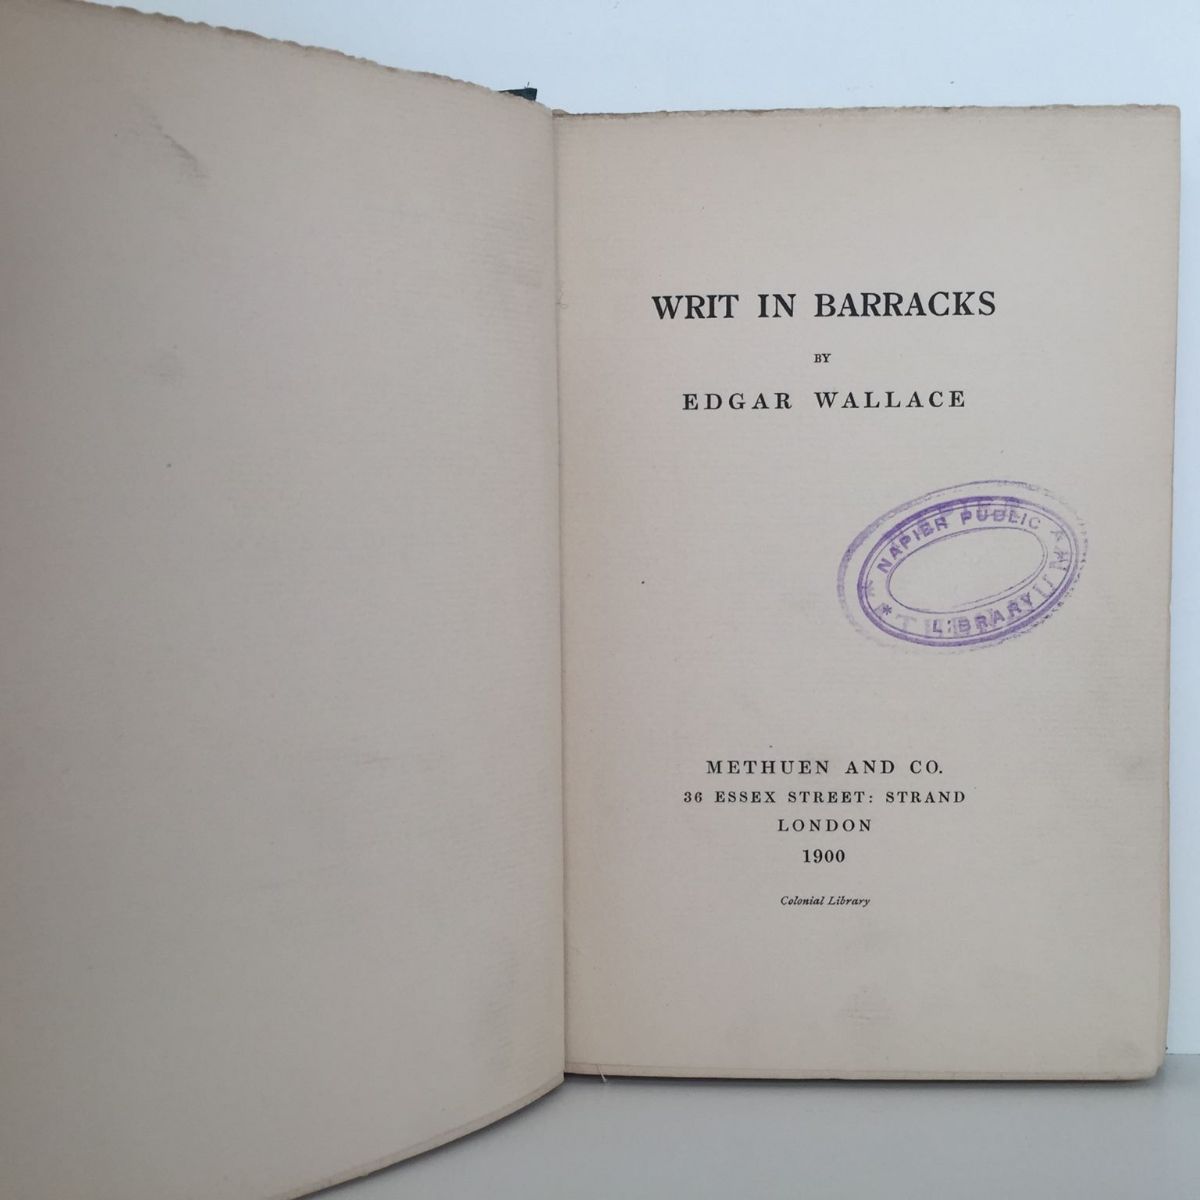 WRIT IN BARRACKS
BY
EDGAR WALLACE
NAPIER PUBLIC
* LIBRARY *
METHUEN AND CO.
36 ESSEX STREET: STRAND
LONDON
1900
Colonial Library